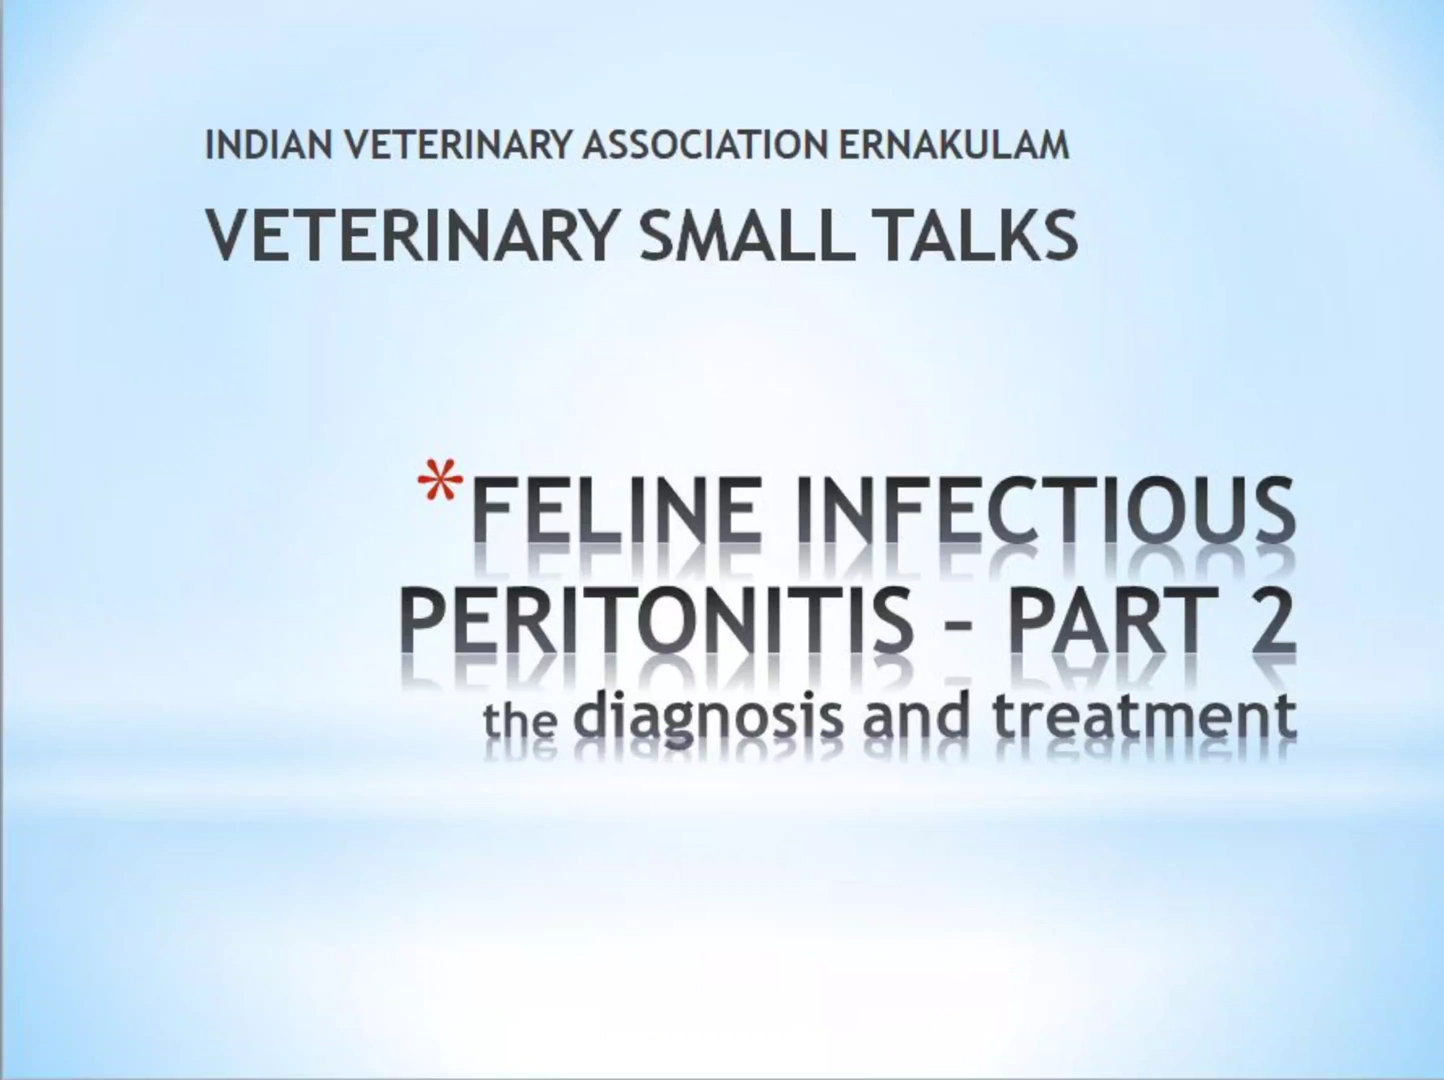 INDIAN VETERINARY ASSOCIATION ERNAKULAM
VETERINARY SMALL TALKS
*FELINE INFECTIOUS
PERITONITIS – PART 2
the diagnosis and treatment